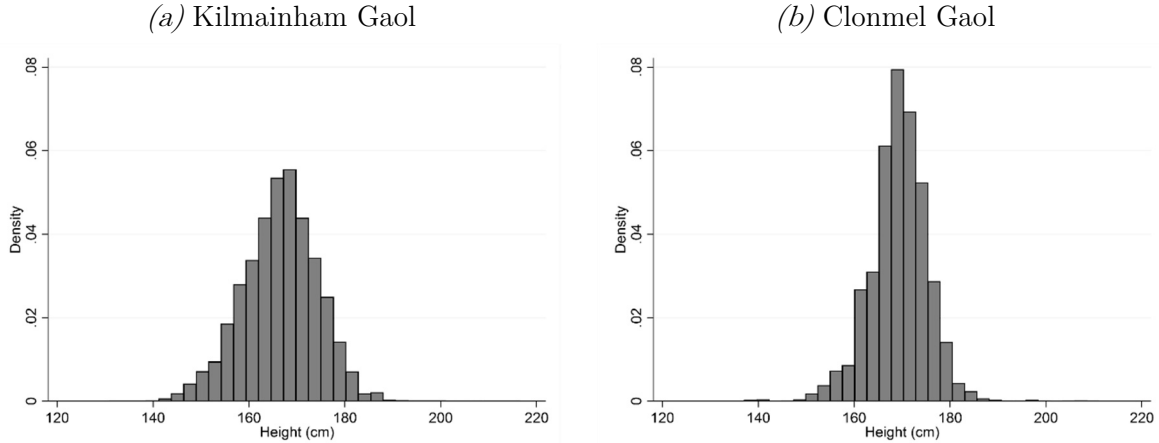 (a) Kilmainham Gaol
.08
.06
.04
.02
0
Density
120 140 160 180 200 220
Height (cm)
(b) Clonmel Gaol
.08
.06
.04
.02
0
Density
120 140 160 180 200 220
Height (cm)